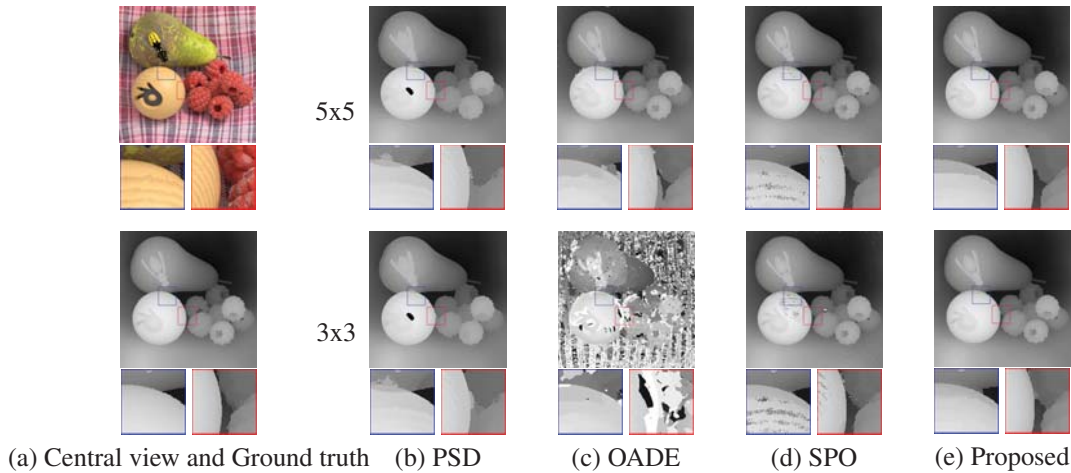 5x5
3x3
(a) Central view and Ground truth (b) PSD (c) OADE (d) SPO (e) Proposed